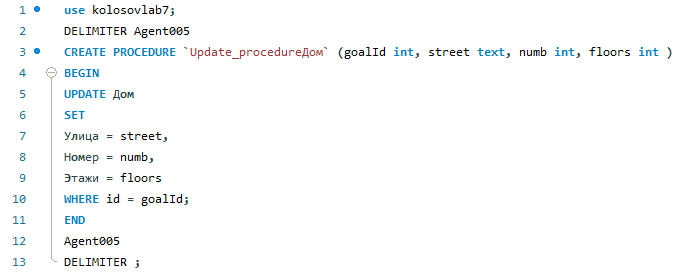 1 use kolosovlab7;
2 DELIMITER Agent005
3 CREATE PROCEDURE `Update_procedureДом` (goalId int, street text, numb int, floors int )
4 BEGIN
5 UPDATE Дом
6 SET
7 Улица = street,
8 Номер = numb,
9 Этажи = floors
10 WHERE id = goalId;
11 END
12 Agent005
13 DELIMITER ;